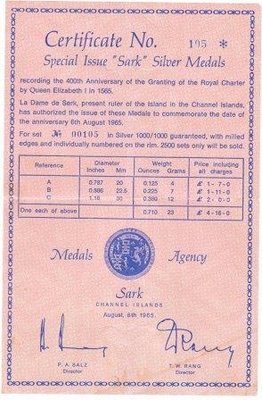 Certificate No. 195 *
Special Issue "Sark" Silver Medals
recording the 400th Anniversary of the Granting of the Royal Charter
by Queen Elizabeth I in 1565.
La Dame de Serk, present ruler of the Island in the Channel Islands,
has authorized the issue of these Medals to commemorate the date of
the anniversary 6th August 1965.
For set № 00105 in Silver 1000/1000 guaranteed, with milled
edges and individually numbered on the rim. 2500 sets only will be sold.
Reference Diameter Inches Mm Weight Ounces Grams Price including all charges
A 0.787 20 0.125 4 £ 1-7-0
B 0.886 22.5 0.225 7 £ 1-11-0
C 1.18 30 0.360 12 £ 2-0-0
One each of above 0.710 23 £ 4-16-0
Medals Agency
Sark
CHANNEL ISLANDS
August, 6th 1965
P. A. SALZ
Director
T. W. RANG
Director